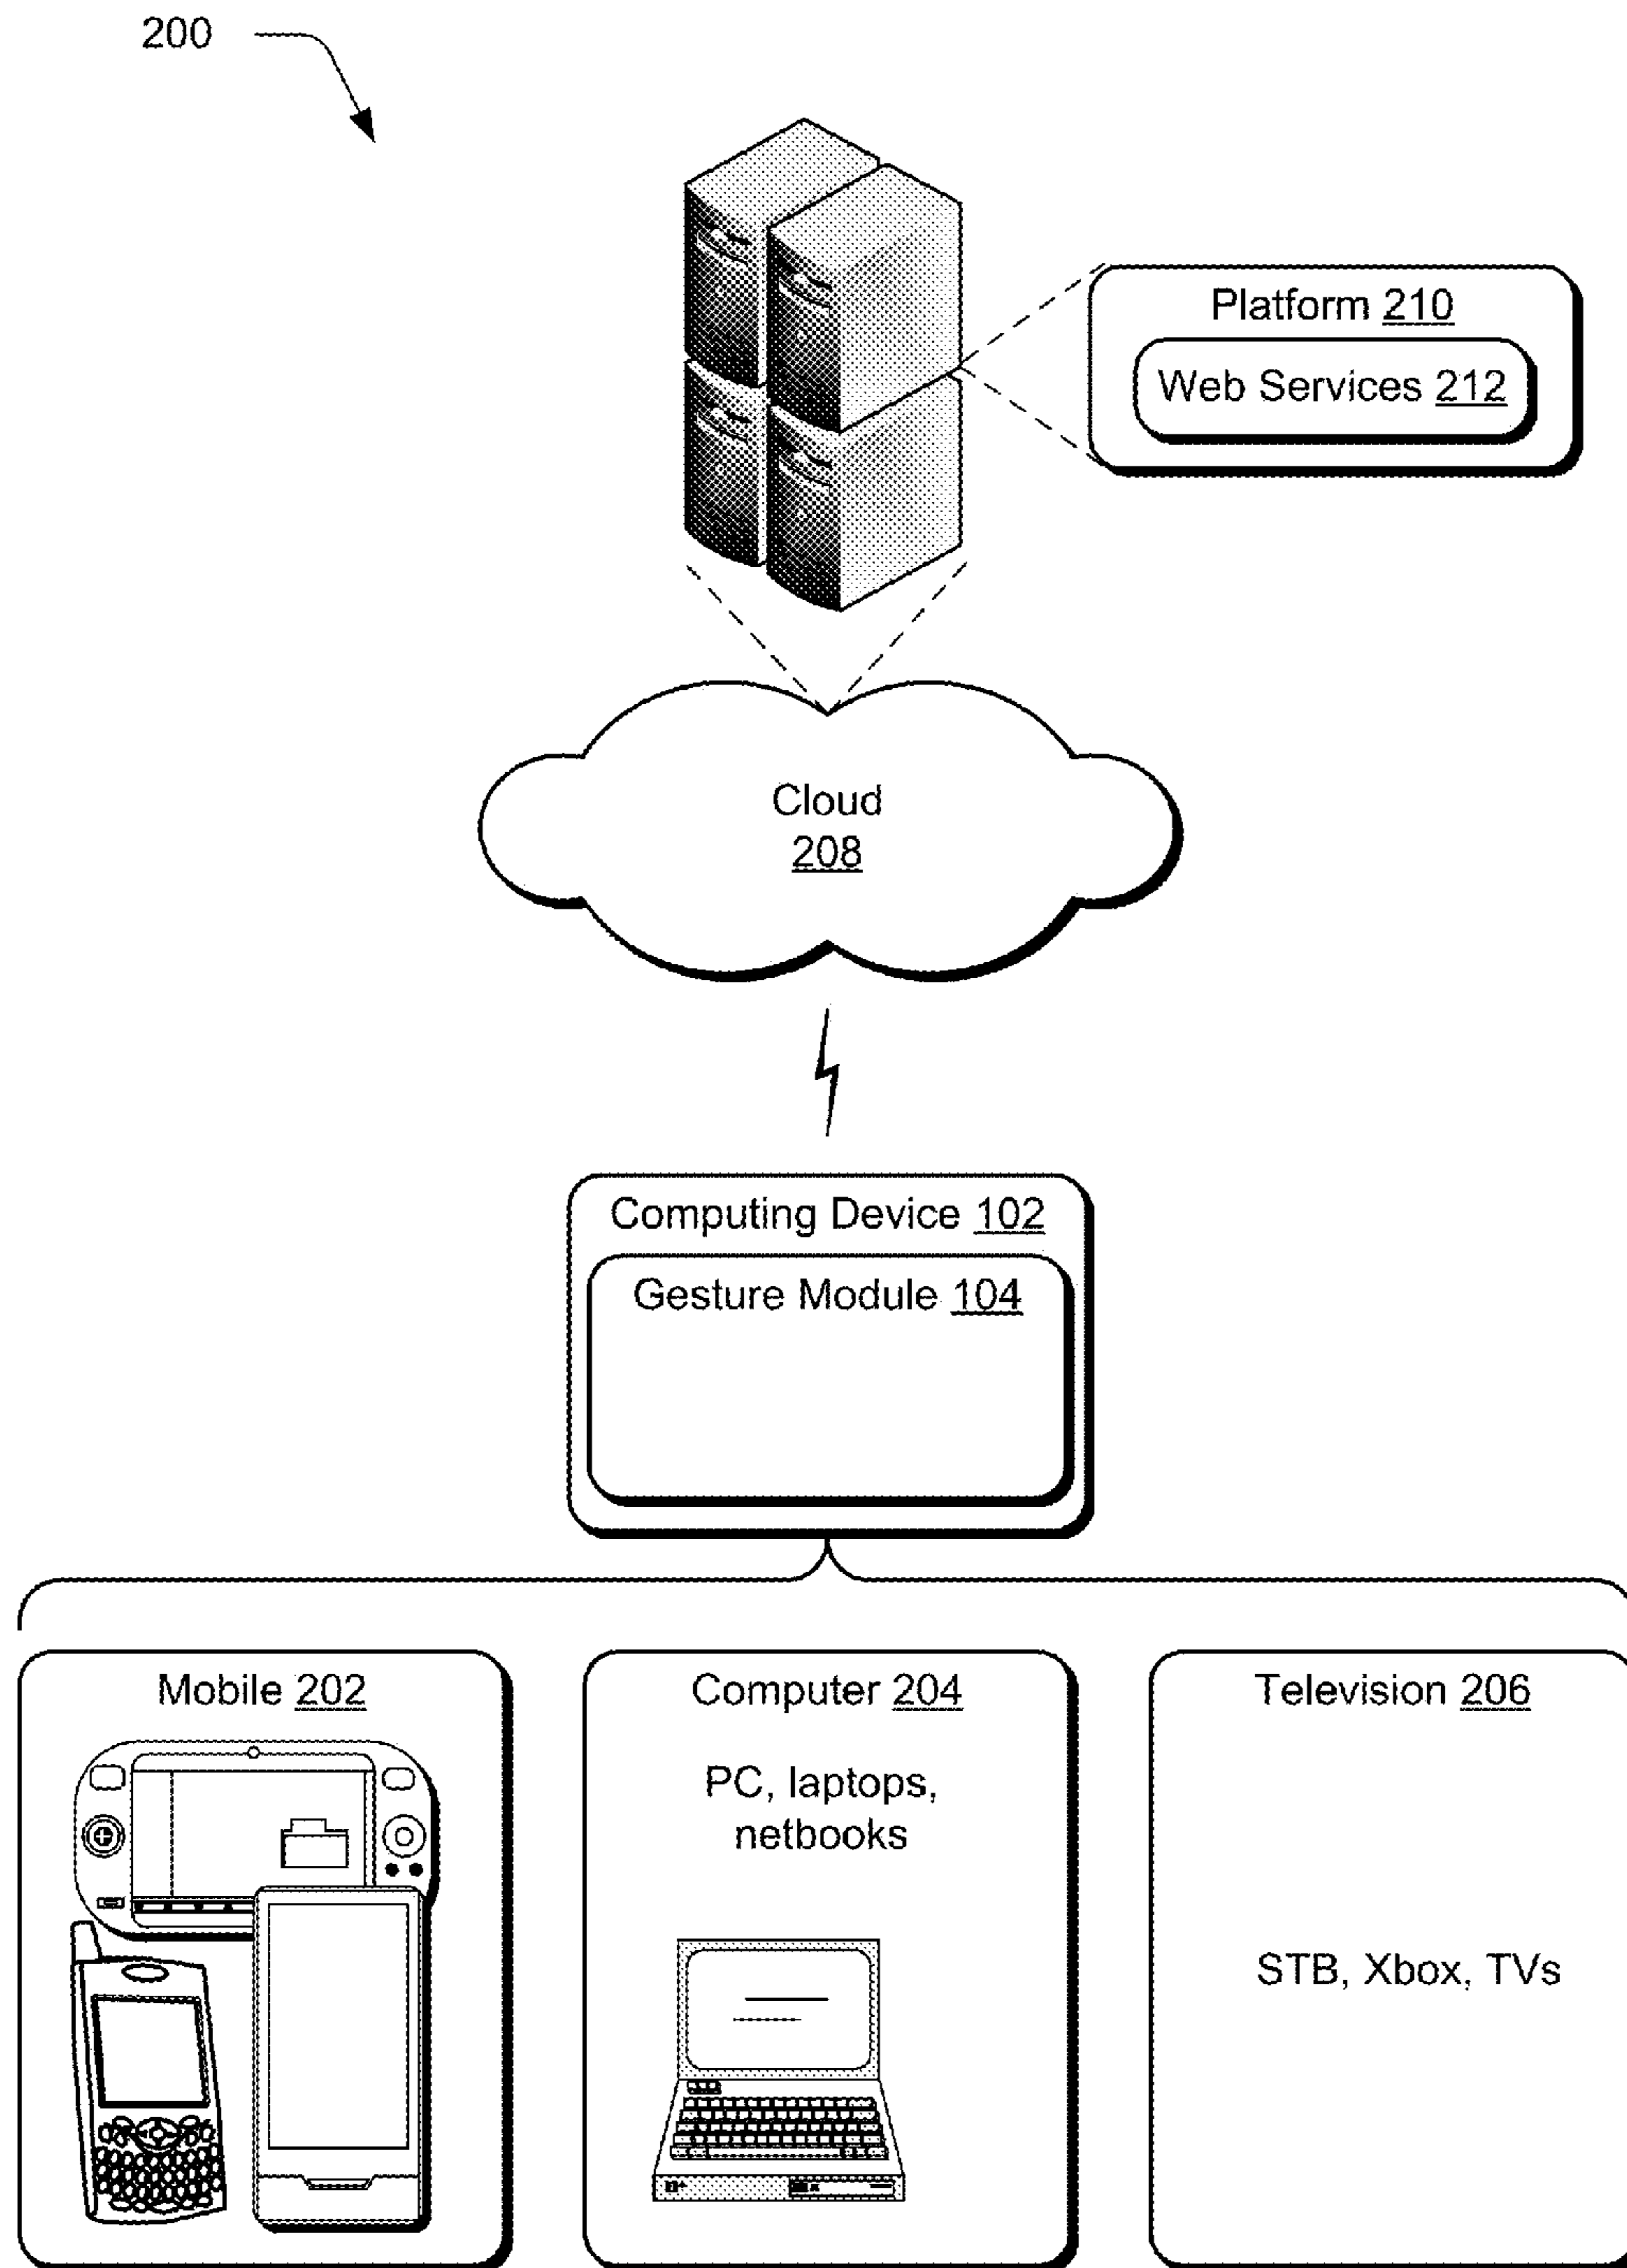 200
Platform 210
Web Services 212
Cloud
208
Computing Device 102
Gesture Module 104
Mobile 202
Computer 204
PC, laptops,
netbooks
Television 206
STB, Xbox, TVs